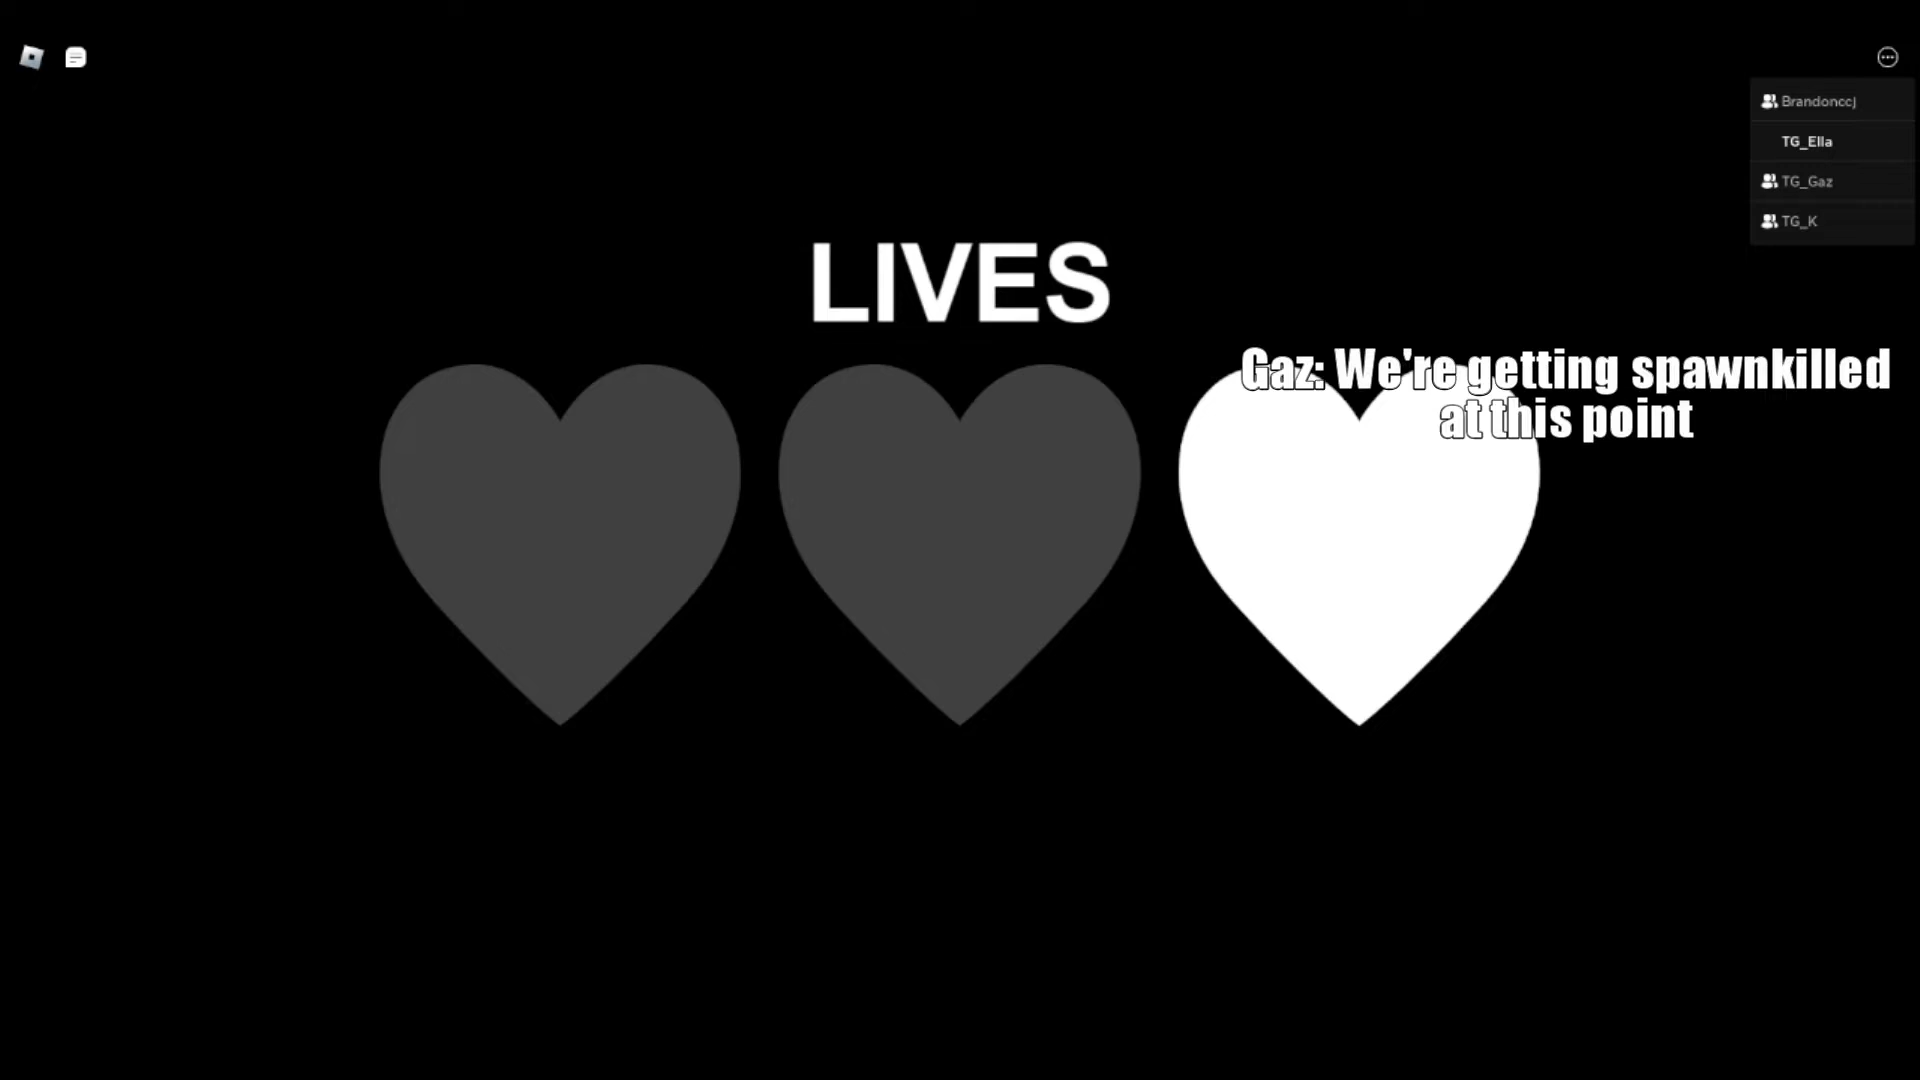 Brandonccj
TG_Ella
TG_Gaz
TG_K
LIVES
Gaz: We're getting spawnkilled
at this point